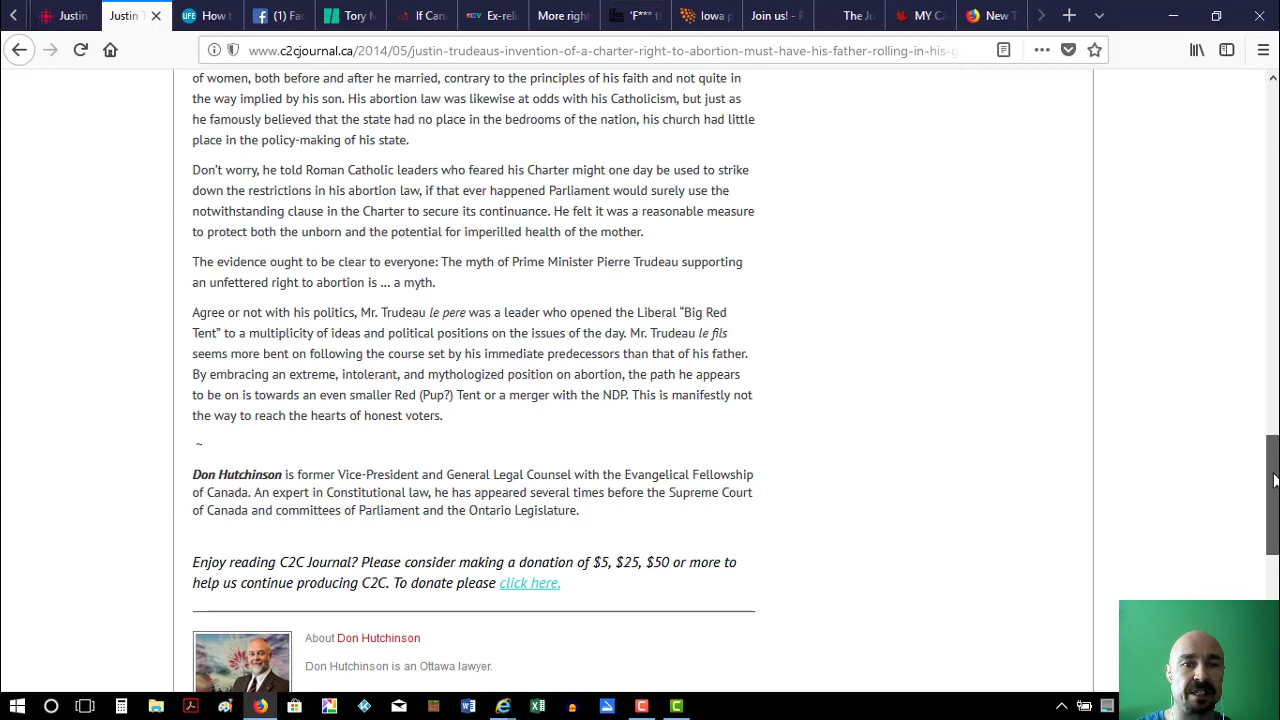 Justin
Justin T
How t
(1) Fac
Tory M
If Can
Ex-reli
More right
'F*** ti
Iowa p
Join us! - R
The Ju
MY Ca
New T
www.c2cjournal.ca/2014/05/justin-trudeaus-invention-of-a-charter-right-to-abortion-must-have-his-father-rolling-in-his-g
of women, both before and after he married, contrary to the principles of his faith and not quite in
the way implied by his son. His abortion law was likewise at odds with his Catholicism, but just as
he famously believed that the state had no place in the bedrooms of the nation, his church had little
place in the policy-making of his state.
Don't worry, he told Roman Catholic leaders who feared his Charter might one day be used to strike
down the restrictions in his abortion law, if that ever happened Parliament would surely use the
notwithstanding clause in the Charter to secure its continuance. He felt it was a reasonable measure
to protect both the unborn and the potential for imperilled health of the mother.
The evidence ought to be clear to everyone: The myth of Prime Minister Pierre Trudeau supporting
an unfettered right to abortion is ... a myth.
Agree or not with his politics, Mr. Trudeau le pere was a leader who opened the Liberal “Big Red
Tent” to a multiplicity of ideas and political positions on the issues of the day. Mr. Trudeau le fils
seems more bent on following the course set by his immediate predecessors than that of his father.
By embracing an extreme, intolerant, and mythologized position on abortion, the path he appears
to be on is towards an even smaller Red (Pup?) Tent or a merger with the NDP. This is manifestly not
the way to reach the hearts of honest voters.
~
Don Hutchinson is former Vice-President and General Legal Counsel with the Evangelical Fellowship
of Canada. An expert in Constitutional law, he has appeared several times before the Supreme Court
of Canada and committees of Parliament and the Ontario Legislature.
Enjoy reading C2C Journal? Please consider making a donation of $5, $25, $50 or more to
help us continue producing C2C. To donate please click here.
About Don Hutchinson
Don Hutchinson is an Ottawa lawyer.